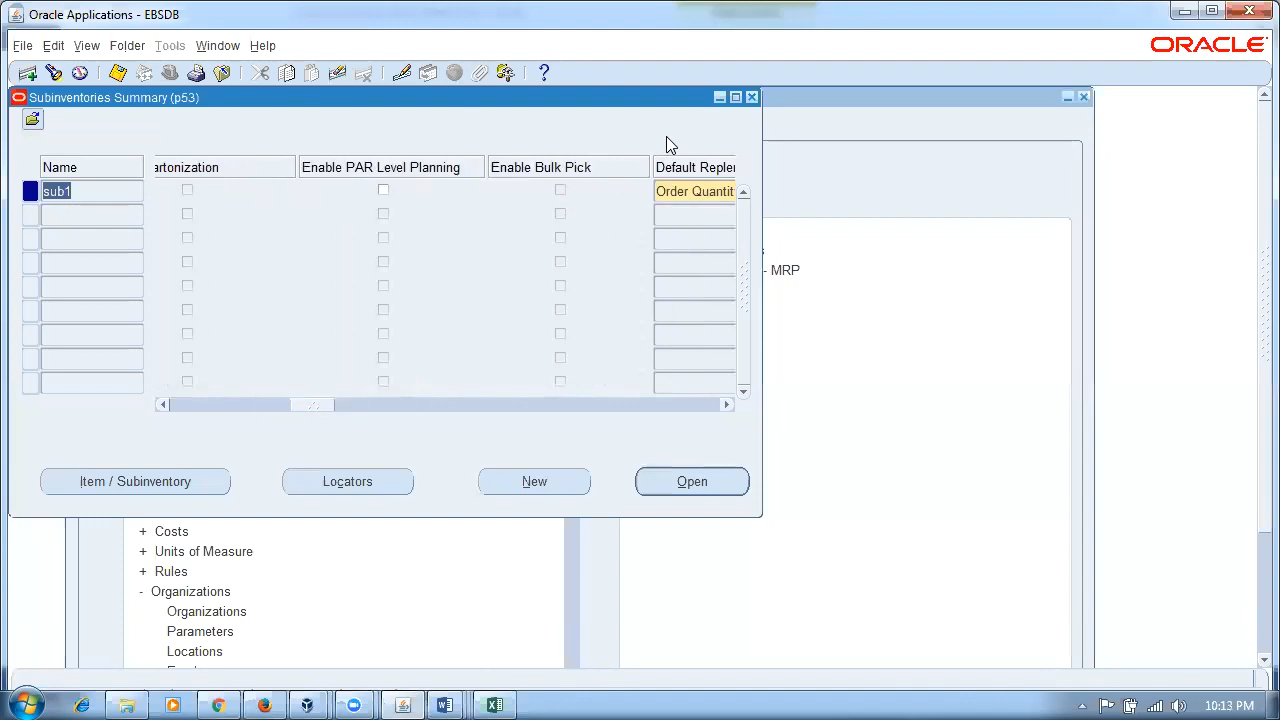 Oracle Applications - EBSDB
File Edit View Folder Tools Window Help
ORACLE
Subinventories Summary (p53)
Name
artonization
Enable PAR Level Planning
Enable Bulk Pick
Default Repler
sub1
Order Quantit
- MRP
Item / Subinventory
Locators
New
Open
+ Costs
+ Units of Measure
+ Rules
- Organizations
Organizations
Parameters
Locations
10:13 PM